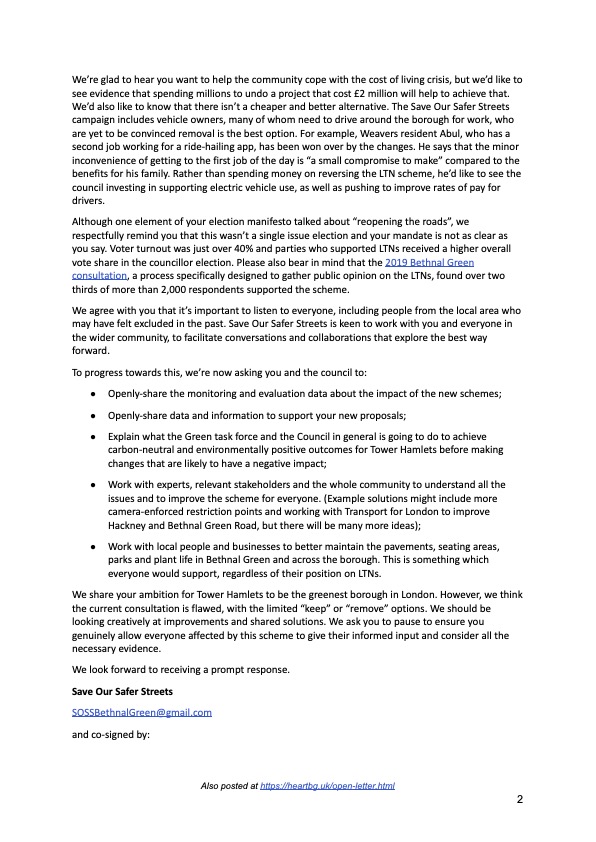 We're glad to hear you want to help the community cope with the cost of living crisis, but we'd like to
see evidence that spending millions to undo a project that cost £2 million will help to achieve that.
We'd also like to know that there isn't a cheaper and better alternative. The Save Our Safer Streets
campaign includes vehicle owners, many of whom need to drive around the borough for work, who
are yet to be convinced removal is the best option. For example, Weavers resident Abul, who has a
second job working for a ride-hailing app, has been won over by the changes. He says that the minor
inconvenience of getting to the first job of the day is "a small compromise to make" compared to the
benefits for his family. Rather than spending money on reversing the LTN scheme, he'd like to see the
council investing in supporting electric vehicle use, as well as pushing to improve rates of pay for
drivers.
Although one element of your election manifesto talked about "reopening the roads", we
respectfully remind you that this wasn't a single issue election and your mandate is not as clear as
you say. Voter turnout was just over 40% and parties who supported LTNs received a higher overall
vote share in the councillor election. Please also bear in mind that the 2019 Bethnal Green
consultation, a process specifically designed to gather public opinion on the LTNs, found over two
thirds of more than 2,000 respondents supported the scheme.
We agree with you that it's important to listen to everyone, including people from the local area who
may have felt excluded in the past. Save Our Safer Streets is keen to work with you and everyone in
the wider community, to facilitate conversations and collaborations that explore the best way
forward.
To progress towards this, we're now asking you and the council to:
● Openly-share the monitoring and evaluation data about the impact of the new schemes;
● Openly-share data and information to support your new proposals;
● Explain what the Green task force and the Council in general is going to do to achieve
carbon-neutral and environmentally positive outcomes for Tower Hamlets before making
changes that are likely to have a negative impact;
● Work with experts, relevant stakeholders and the whole community to understand all the
issues and to improve the scheme for everyone. (Example solutions might include more
camera-enforced restriction points and working with Transport for London to improve
Hackney and Bethnal Green Road, but there will be many more ideas);
● Work with local people and businesses to better maintain the pavements, seating areas,
parks and plant life in Bethnal Green and across the borough. This is something which
everyone would support, regardless of their position on LTNs.
We share your ambition for Tower Hamlets to be the greenest borough in London. However, we think
the current consultation is flawed, with the limited "keep" or "remove" options. We should be
looking creatively at improvements and shared solutions. We ask you to pause to ensure you
genuinely allow everyone affected by this scheme to give their informed input and consider all the
necessary evidence.
We look forward to receiving a prompt response.
Save Our Safer Streets
SOSSBethnalGreen@gmail.com
and co-signed by:
Also posted at https://heartbg.uk/open-letter.html
2